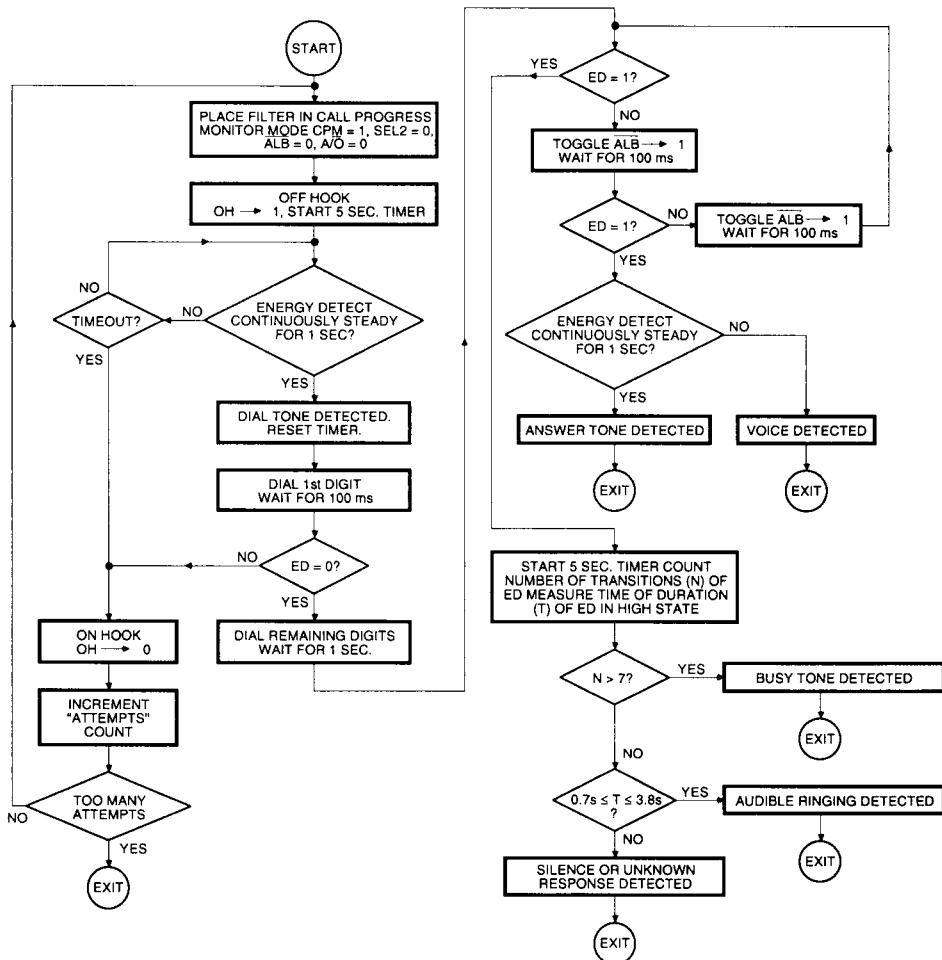 START
PLACE FILTER IN CALL PROGRESS
MONITOR MODE CPM = 1, SEL2 = 0,
A̅L̅B̅ = 0, A/O̅ = 0
OFF HOOK
OH → 1, START 5 SEC. TIMER
NO
TIMEOUT?
NO
YES
ENERGY DETECT
CONTINUOUSLY STEADY
FOR 1 SEC?
YES
DIAL TONE DETECTED.
RESET TIMER.
DIAL 1st DIGIT
WAIT FOR 100 ms
NO
ED = 0?
YES
DIAL REMAINING DIGITS
WAIT FOR 1 SEC.
ON HOOK
OH → 0
INCREMENT
"ATTEMPTS"
COUNT
TOO MANY
ATTEMPTS
NO
YES
EXIT
YES
ED = 1?
NO
TOGGLE A̅L̅B̅ → 1
WAIT FOR 100 ms
ED = 1?
NO
TOGGLE A̅L̅B̅ → 1
WAIT FOR 100 ms
YES
ENERGY DETECT
CONTINUOUSLY STEADY
FOR 1 SEC?
NO
YES
ANSWER TONE DETECTED
VOICE DETECTED
EXIT
EXIT
START 5 SEC. TIMER COUNT
NUMBER OF TRANSITIONS (N) OF
ED MEASURE TIME OF DURATION
(T) OF ED IN HIGH STATE
N > 7?
YES
BUSY TONE DETECTED
EXIT
NO
0.7s ≤ T ≤ 3.8s
?
YES
AUDIBLE RINGING DETECTED
EXIT
NO
SILENCE OR UNKNOWN
RESPONSE DETECTED
EXIT